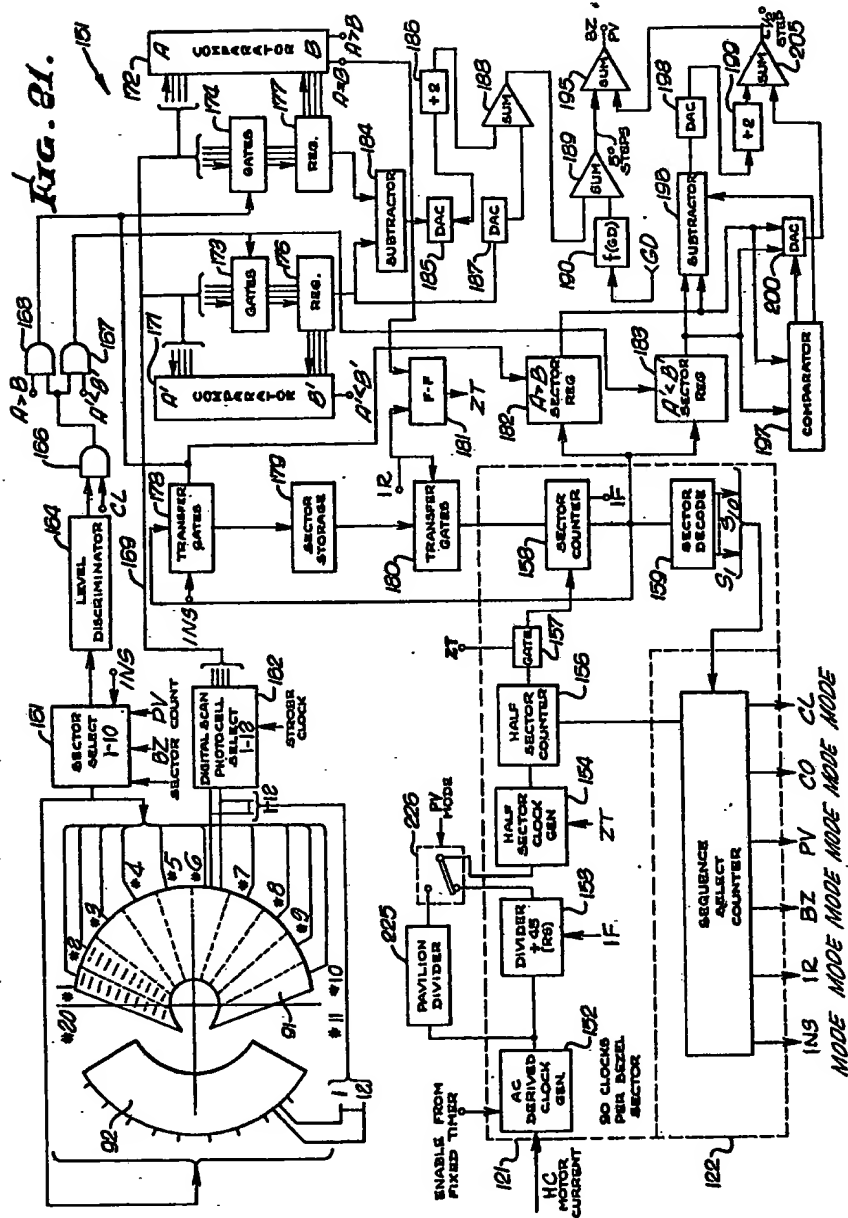 FIG. 21.
151
172
A COMPARATOR B
A=B
A>B
186
÷2
188
SUM
BZ
PV
SUM
195
<1/2° STEP
SUM
205
199
÷2
198
DAC
174
GATES
177
REG.
184
SUBTRACTOR
185
DAC
187
DAC
189
SUM
5° STEPS
190
f(GD)
GD
196
SUBTRACTOR
200
DAC
168
A>B
167
A'<B'
173
GATES
176
REG.
171
A' COMPARATOR B'
A'<B'
F-F
181
ZT
182
A>B SECTOR REG
183
A'<B' SECTOR REG
197
COMPARATOR
166
CL
164
LEVEL DISCRIMINATOR
169
178
TRANSFER GATES
INS
179
SECTOR STORAGE
IR
180
TRANSFER GATES
158
SECTOR COUNTER
IF
159
SECTOR DECODE
S1
S10
161
SECTOR SELECT 1-10
INS
BZ
PV
SECTOR COUNT
162
DIGITAL SCAN PHOTOCELL SELECT 1-12
STROBE CLOCK
ZT
GATE
157
156
HALF SECTOR COUNTER
154
HALF SECTOR CLOCK GEN
ZT
226
PV MODE
225
PAVILION DIVIDER
153
DIVIDER ÷45 (RS)
IF
152
AC DERIVED CLOCK GEN.
90 CLOCKS PER BEZEL SECTOR
ENABLE FROM FIXED TIMER
121
HC MOTOR CURRENT
122
SEQUENCE SELECT COUNTER
INS MODE
IR MODE
BZ MODE
PV MODE
CO MODE
CL MODE
#20
#1
#2
#3
#4
#5
#6
#7
#8
#9
#10
#11
91
92
1-12
1
12